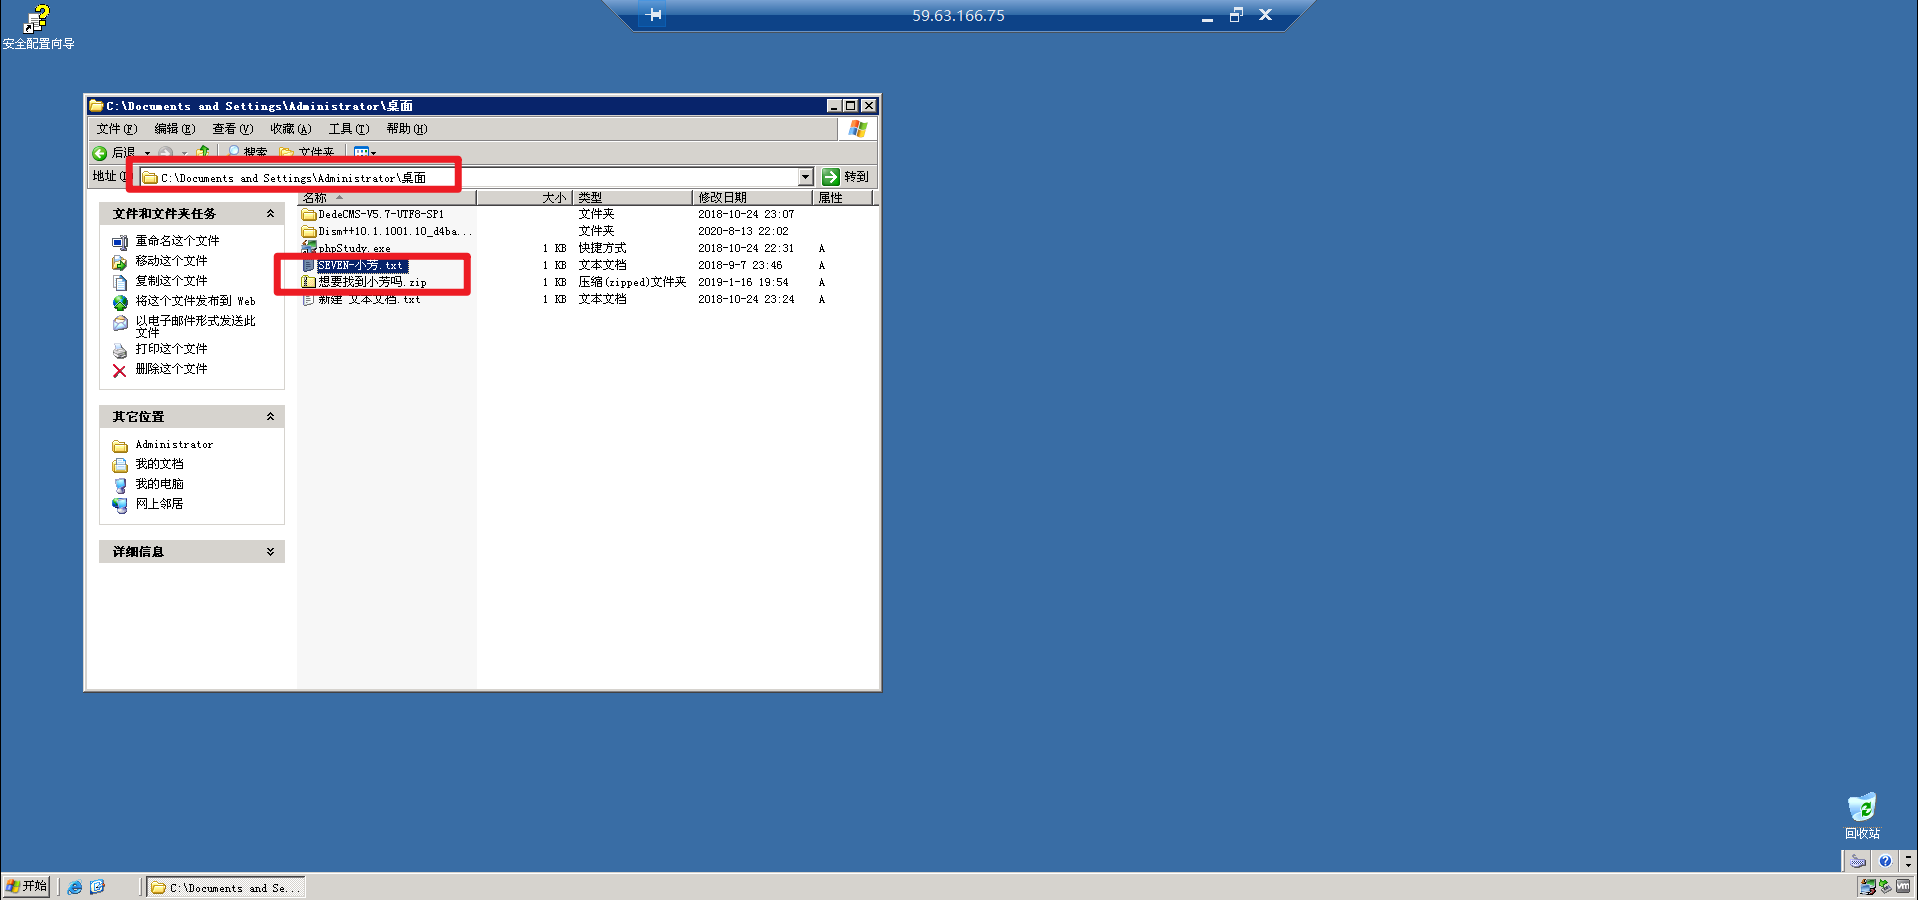 安全配置向导
59.63.166.75
C:\Documents and Settings\Administrator\桌面
文件(F) 编辑(E) 查看(V) 收藏(A) 工具(T) 帮助(H)
后退 搜索 文件夹
地址 C:\Documents and Settings\Administrator\桌面 转到
名称 大小 类型 修改日期 属性
DedeCMS-V5.7-UTF8-SP1 文件夹 2018-10-24 23:07
Dism++10.1.1001.10_d4ba... 文件夹 2020-8-13 22:02
phpStudy.exe 1 KB 快捷方式 2018-10-24 22:31 A
SEVEN-小芳.txt 1 KB 文本文档 2018-9-7 23:46 A
想要找到小芳吗.zip 1 KB 压缩(zipped)文件夹 2019-1-16 19:54 A
新建 文本文档.txt 1 KB 文本文档 2018-10-24 23:24 A
文件和文件夹任务
重命名这个文件
移动这个文件
复制这个文件
将这个文件发布到 Web
以电子邮件形式发送此
文件
打印这个文件
删除这个文件
其它位置
Administrator
我的文档
我的电脑
网上邻居
详细信息
回收站
开始 C:\Documents and Se...